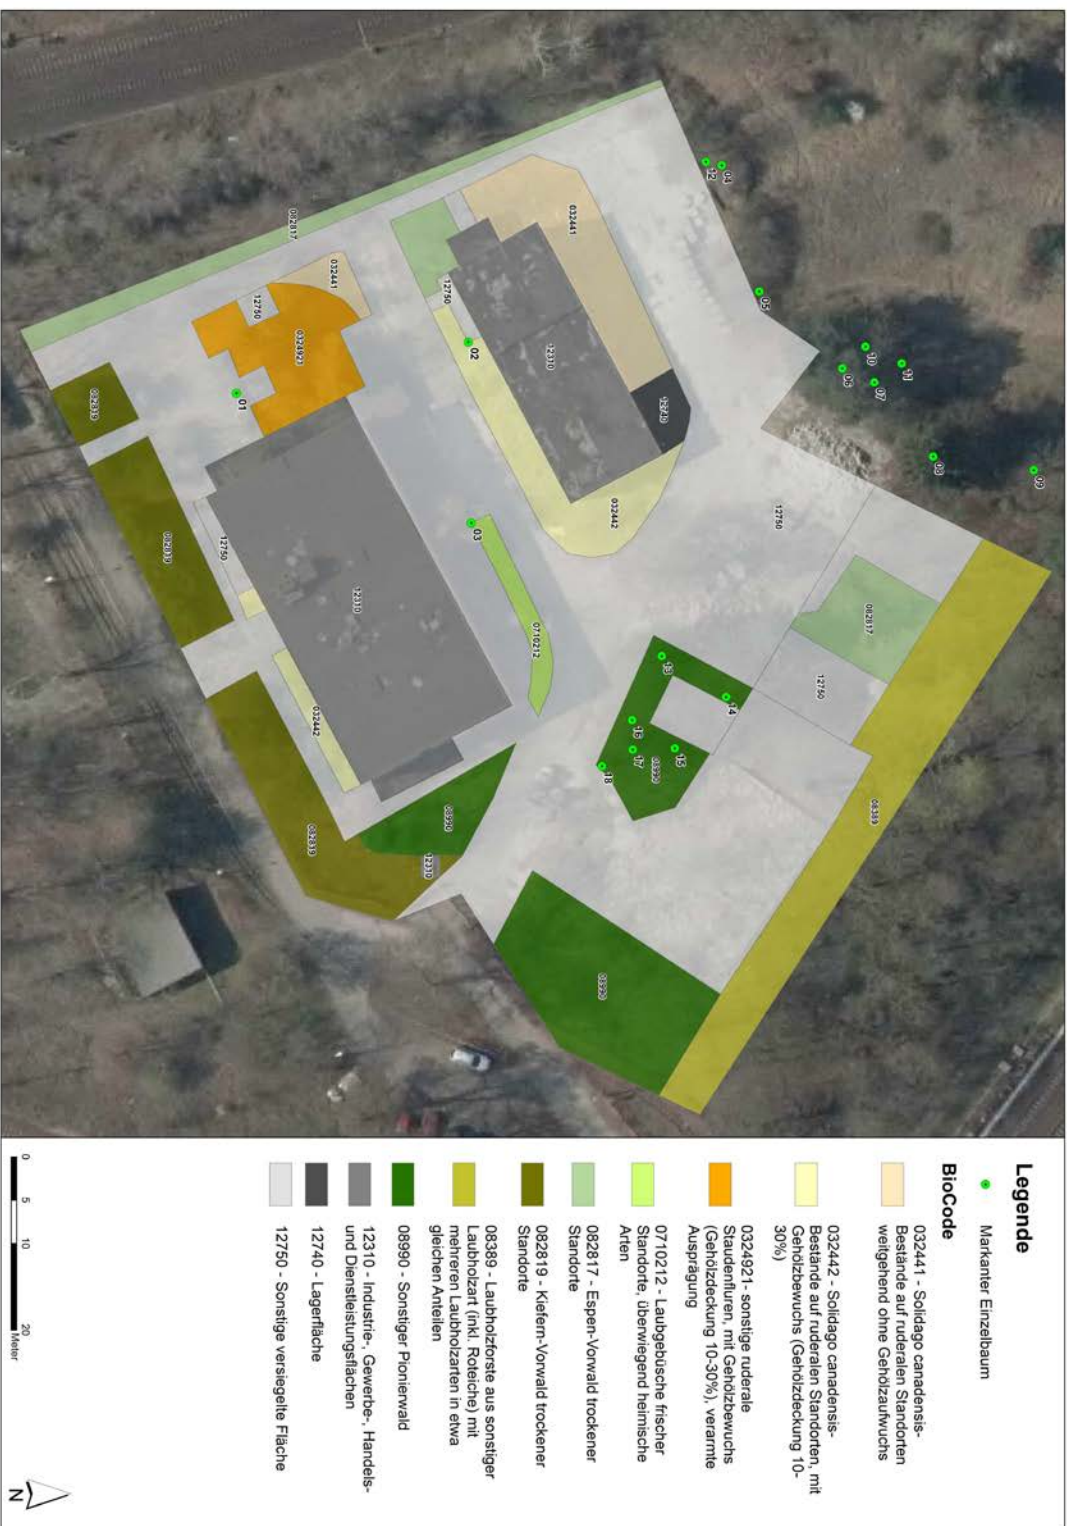 09
08
11
07
08389
10
082817
06
12750
12750
05
14
04
12
15
13
12740
08990
17
16
032442
18
08990
032441
12310
0710212
03
02
08990
12750
12310
12310
032441
032442
082819
0324921
082817
12750
01
12750
082819
082819
Legende
Markanter Einzelbaum
BioCode
032441 - Solidago canadensis-
Bestände auf ruderalen Standorten
weitgehend ohne Gehölzaufwuchs
032442 - Solidago canadensis-
Bestände auf ruderalen Standorten, mit
Gehölzbewuchs (Gehölzdeckung 10-
30%)
0324921- sonstige ruderale
Staudenfluren, mit Gehölzbewuchs
(Gehölzdeckung 10-30%), verarmte
Ausprägung
0710212 - Laubgebüsche frischer
Standorte, überwiegend heimische
Arten
082817 - Espen-Vorwald trockener
Standorte
082819 - Kiefern-Vorwald trockener
Standorte
08389 - Laubholzforste aus sonstiger
Laubholzart (inkl. Roteiche) mit
mehreren Laubholzarten in etwa
gleichen Anteilen
08990 - Sonstiger Pionierwald
12310 - Industrie-, Gewerbe-, Handels-
und Dienstleistungsflächen
12740 - Lagerfläche
12750 - Sonstige versiegelte Fläche
0 5 10 20
Meter
N